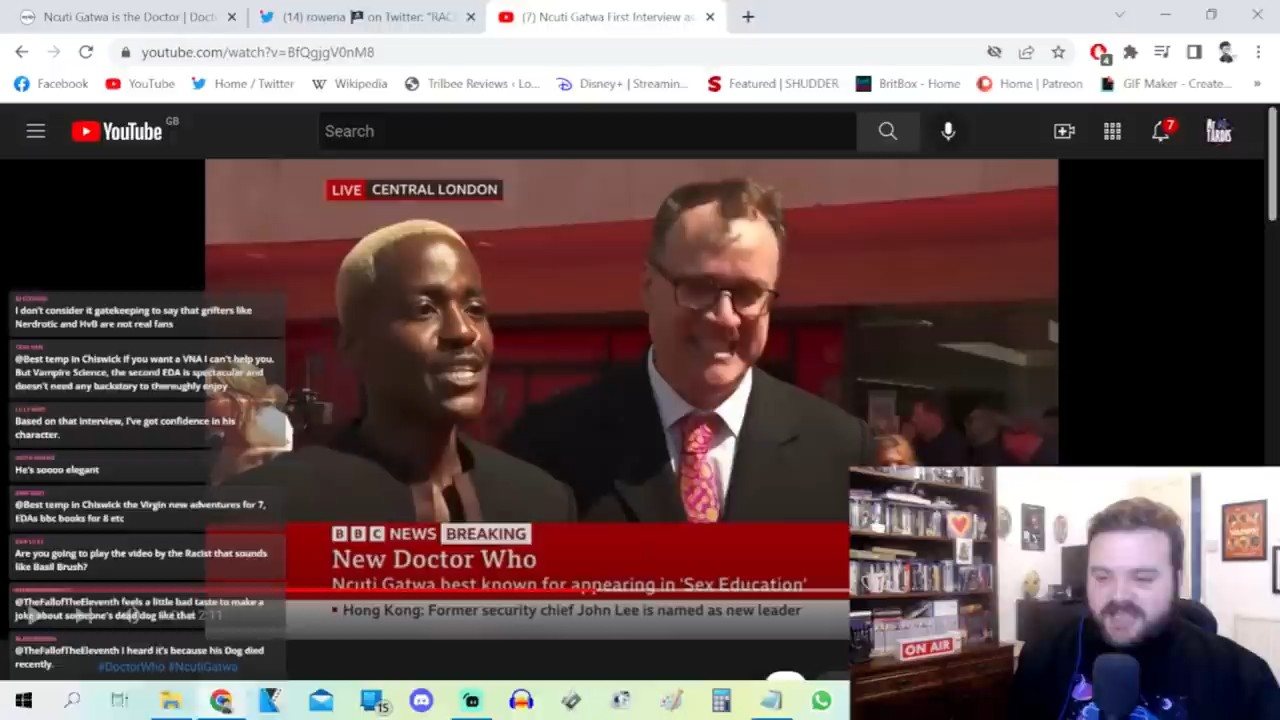 Ncuti Gatwa is the Doctor | Doct
(14) rowena 🏴 on Twitter: "RAC
(7) Ncuti Gatwa First Interview as
youtube.com/watch?v=BfQgjgV0nM8
Facebook
YouTube
Home / Twitter
Wikipedia
Trilbee Reviews ‹ Lo...
Disney+ | Streamin...
Featured | SHUDDER
BritBox - Home
Home | Patreon
GIF Maker - Create...
YouTube GB
Search
7
LIVE CENTRAL LONDON
I don't consider it gatekeeping to say that grifters like
Nerdrotic and HvB are not real fans
@Best temp in Chiswick if you want a VNA I can't help you.
But Vampire Science, the second EDA is spectacular and
doesn't need any backstory to thoroughly enjoy
Based on that interview, I've got confidence in his
character.
He's soooo elegant
@Best temp in Chiswick the Virgin new adventures for 7,
EDAs bbc books for 8 etc
Are you going to play the video by the Racist that sounds
like Basil Brush?
@TheFallofTheEleventh feels a little bad taste to make a
joke about someone's dead dog like that
2:11
@TheFallofTheEleventh I heard it's because his Dog died
recently.
#DoctorWho #NcutiGatwa
BBC NEWS BREAKING
New Doctor Who
Ncuti Gatwa best known for appearing in 'Sex Education'
Hong Kong: Former security chief John Lee is named as new leader
ON AIR
15